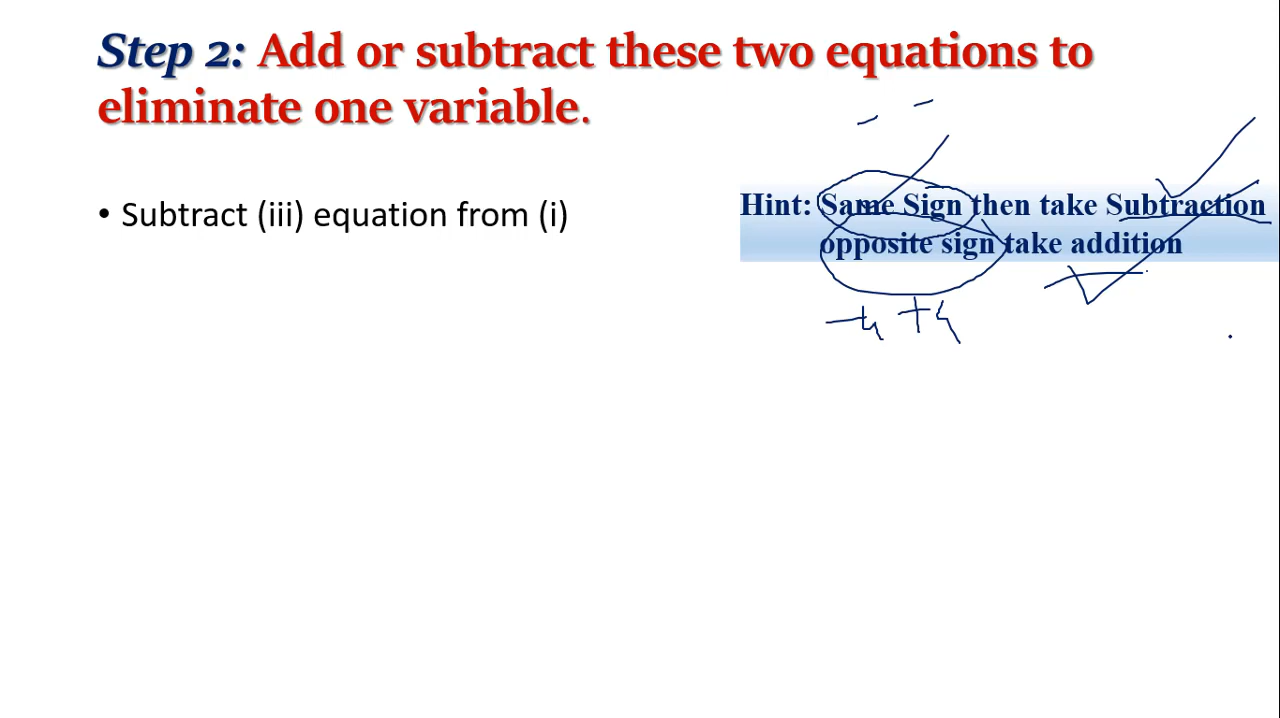 Step 2: Add or subtract these two equations to
eliminate one variable.
• Subtract (iii) equation from (i)
Hint: Same Sign then take Subtraction
opposite sign take addition
- -
-4 +4